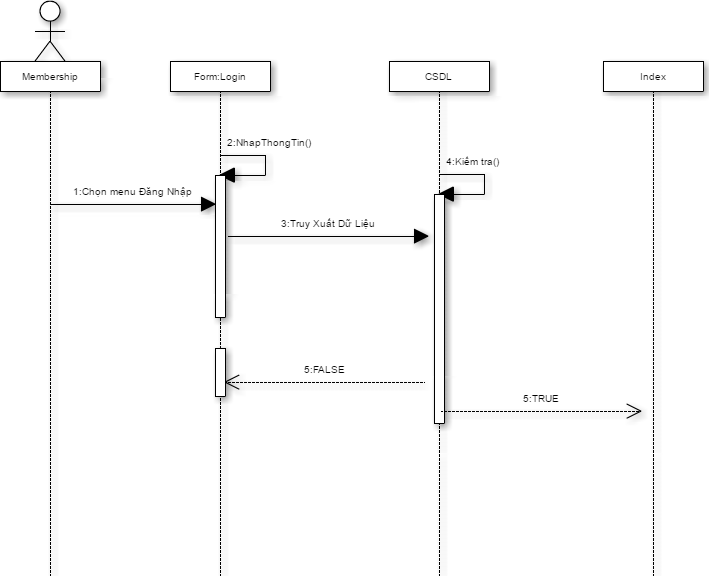 Membership
Form:Login
CSDL
Index
2:NhapThongTin()
4:Kiểm tra()
1:Chọn menu Đăng Nhập
3:Truy Xuất Dữ Liệu
5:FALSE
5:TRUE